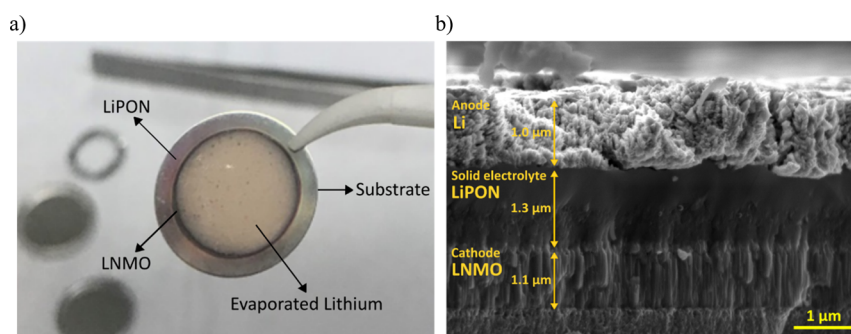 a)
LiPON
Substrate
LNMO
Evaporated Lithium
b)
Anode
Li
1.0 µm
Solid electrolyte
LiPON
1.3 µm
Cathode
LNMO
1.1 µm
1 µm